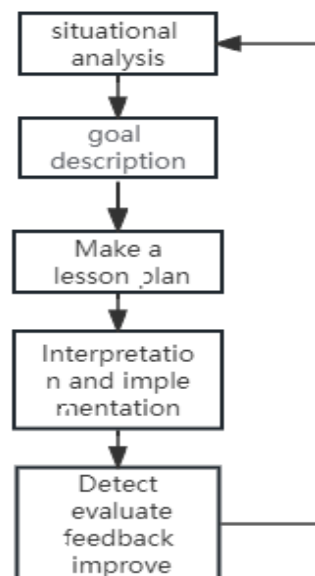 situational
analysis
goal
description
Make a
lesson plan
Interpretatio
n and imple
mentation
Detect
evaluate
feedback
improve